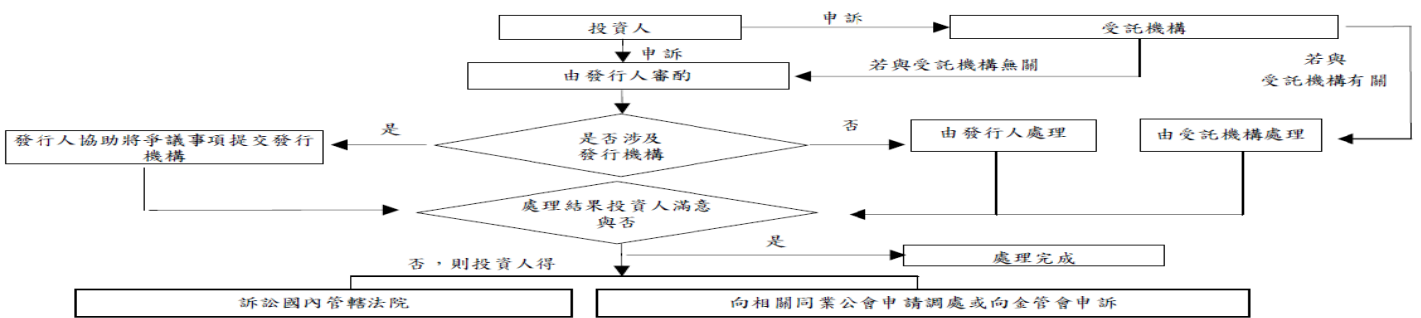 投資人
申訴
受託機構
申訴
由發行人審酌
若與受託機構無關
若與
受託機構有關
是
是否涉及
發行機構
否
發行人協助將爭議事項提交發行
機構
由發行人處理
由受託機構處理
處理結果投資人滿意
與否
是
處理完成
否，則投資人得
訴訟國內管轄法院
向相關同業公會申請調處或向金管會申訴